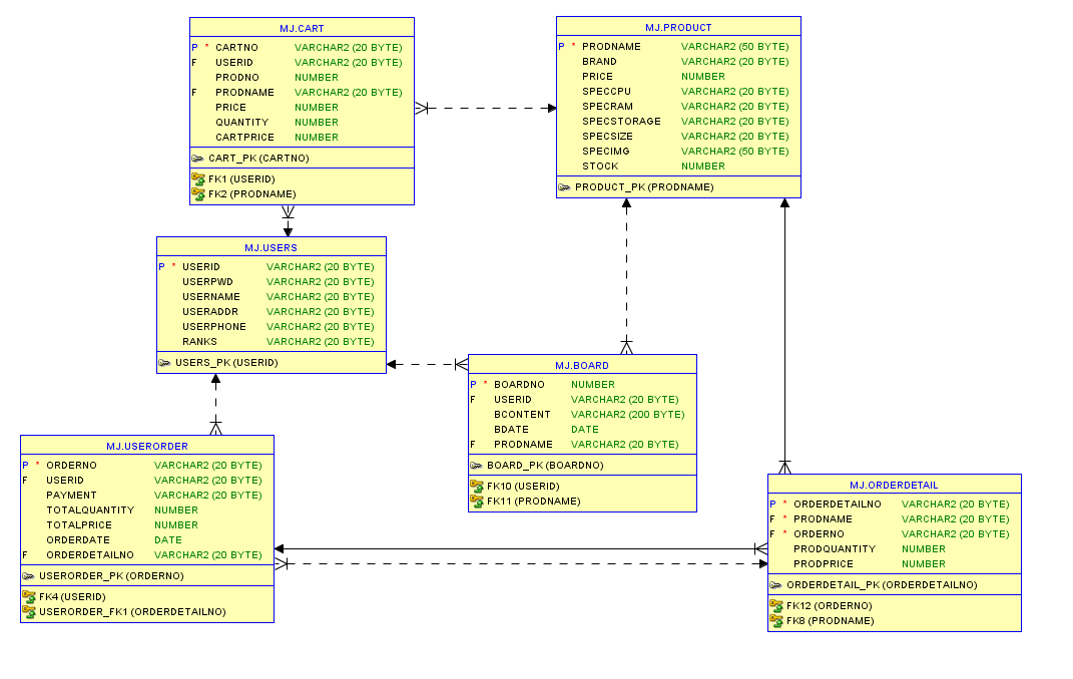 MJ.CART
P * CARTNO VARCHAR2 (20 BYTE)
F USERID VARCHAR2 (20 BYTE)
PRODNO NUMBER
F PRODNAME VARCHAR2 (20 BYTE)
PRICE NUMBER
QUANTITY NUMBER
CARTPRICE NUMBER
CART_PK (CARTNO)
FK1 (USERID)
FK2 (PRODNAME)
MJ.PRODUCT
P * PRODNAME VARCHAR2 (50 BYTE)
BRAND VARCHAR2 (20 BYTE)
PRICE NUMBER
SPECCPU VARCHAR2 (20 BYTE)
SPECRAM VARCHAR2 (20 BYTE)
SPECSTORAGE VARCHAR2 (20 BYTE)
SPECSIZE VARCHAR2 (20 BYTE)
SPECIMG VARCHAR2 (50 BYTE)
STOCK NUMBER
PRODUCT_PK (PRODNAME)
MJ.USERS
P * USERID VARCHAR2 (20 BYTE)
USERPWD VARCHAR2 (20 BYTE)
USERNAME VARCHAR2 (20 BYTE)
USERADDR VARCHAR2 (20 BYTE)
USERPHONE VARCHAR2 (20 BYTE)
RANKS VARCHAR2 (20 BYTE)
USERS_PK (USERID)
MJ.BOARD
P * BOARDNO NUMBER
F USERID VARCHAR2 (20 BYTE)
BCONTENT VARCHAR2 (200 BYTE)
BDATE DATE
F PRODNAME VARCHAR2 (20 BYTE)
BOARD_PK (BOARDNO)
FK10 (USERID)
FK11 (PRODNAME)
MJ.USERORDER
P * ORDERNO VARCHAR2 (20 BYTE)
F USERID VARCHAR2 (20 BYTE)
PAYMENT VARCHAR2 (20 BYTE)
TOTALQUANTITY NUMBER
TOTALPRICE NUMBER
ORDERDATE DATE
F ORDERDETAILNO VARCHAR2 (20 BYTE)
USERORDER_PK (ORDERNO)
FK4 (USERID)
USERORDER_FK1 (ORDERDETAILNO)
MJ.ORDERDETAIL
P * ORDERDETAILNO VARCHAR2 (20 BYTE)
F * PRODNAME VARCHAR2 (20 BYTE)
F * ORDERNO VARCHAR2 (20 BYTE)
PRODQUANTITY NUMBER
PRODPRICE NUMBER
ORDERDETAIL_PK (ORDERDETAILNO)
FK12 (ORDERNO)
FK8 (PRODNAME)